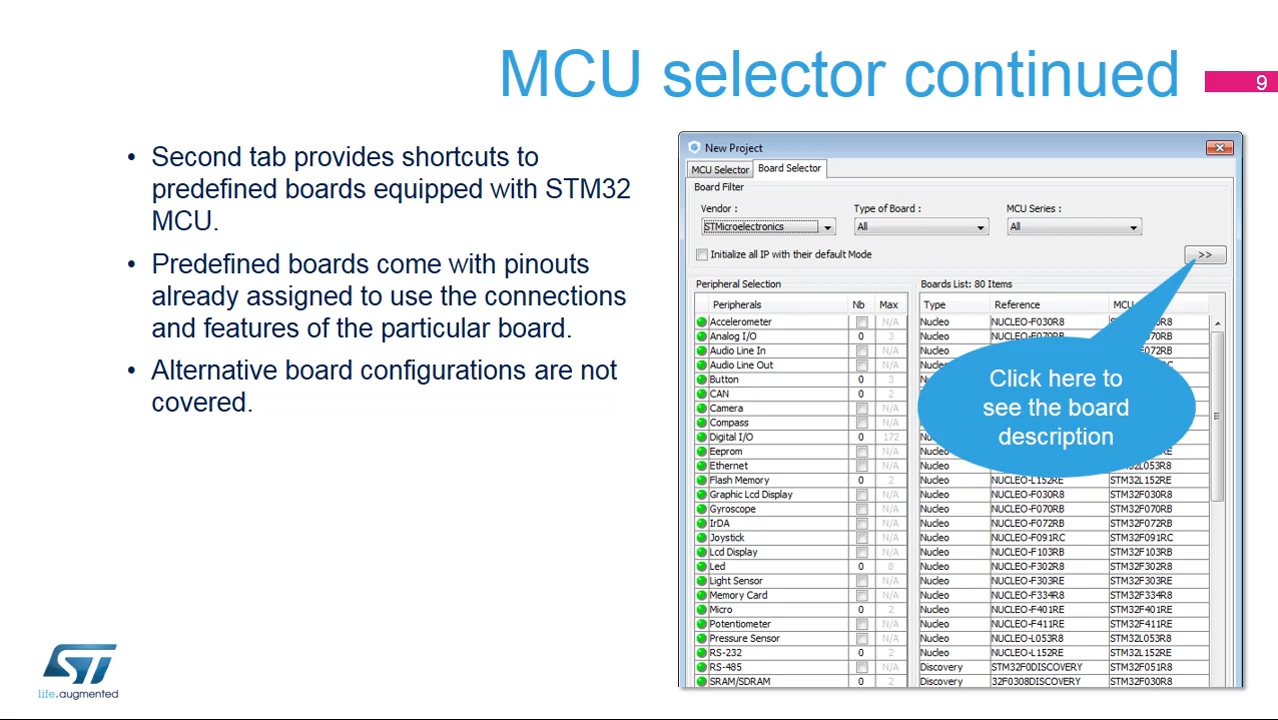 MCU selector continued
9
• Second tab provides shortcuts to
predefined boards equipped with STM32
MCU.
• Predefined boards come with pinouts
already assigned to use the connections
and features of the particular board.
• Alternative board configurations are not
covered.
New Project
MCU Selector Board Selector
Board Filter
Vendor : Type of Board : MCU Series :
STMicroelectronics All All
Initialize all IP with their default Mode >>
Peripheral Selection Boards List: 80 Items
Peripherals Nb Max Type Reference
Accelerometer N/A Nucleo NUCLEO-F030R8
Analog I/O 0 3 Nucleo
Audio Line In N/A Nucleo
Audio Line Out N/A
Button 0 3
CAN 0 2
Camera N/A
Compass N/A
Digital I/O 0 172
Eeprom N/A
Ethernet N/A
Flash Memory 0 2 Nucleo NUCLEO-L152RE STM32L152RE
Graphic Lcd Display N/A Nucleo NUCLEO-F030R8 STM32F030R8
Gyroscope N/A Nucleo NUCLEO-F070RB STM32F070RB
IrDA N/A Nucleo NUCLEO-F072RB STM32F072RB
Joystick N/A Nucleo NUCLEO-F091RC STM32F091RC
Lcd Display N/A Nucleo NUCLEO-F103RB STM32F103RB
Led 0 8 Nucleo NUCLEO-F302R8 STM32F302R8
Light Sensor N/A Nucleo NUCLEO-F303RE STM32F303RE
Memory Card N/A Nucleo NUCLEO-F334R8 STM32F334R8
Micro 0 2 Nucleo NUCLEO-F401RE STM32F401RE
Potentiometer N/A Nucleo NUCLEO-F411RE STM32F411RE
Pressure Sensor N/A Nucleo NUCLEO-L053R8 STM32L053R8
RS-232 0 2 Nucleo NUCLEO-L152RE STM32L152RE
RS-485 N/A Discovery STM32F0DISCOVERY STM32F051R8
SRAM/SDRAM 0 2 Discovery 32F0308DISCOVERY STM32F030R8
Click here to
see the board
description
ST
life.augmented